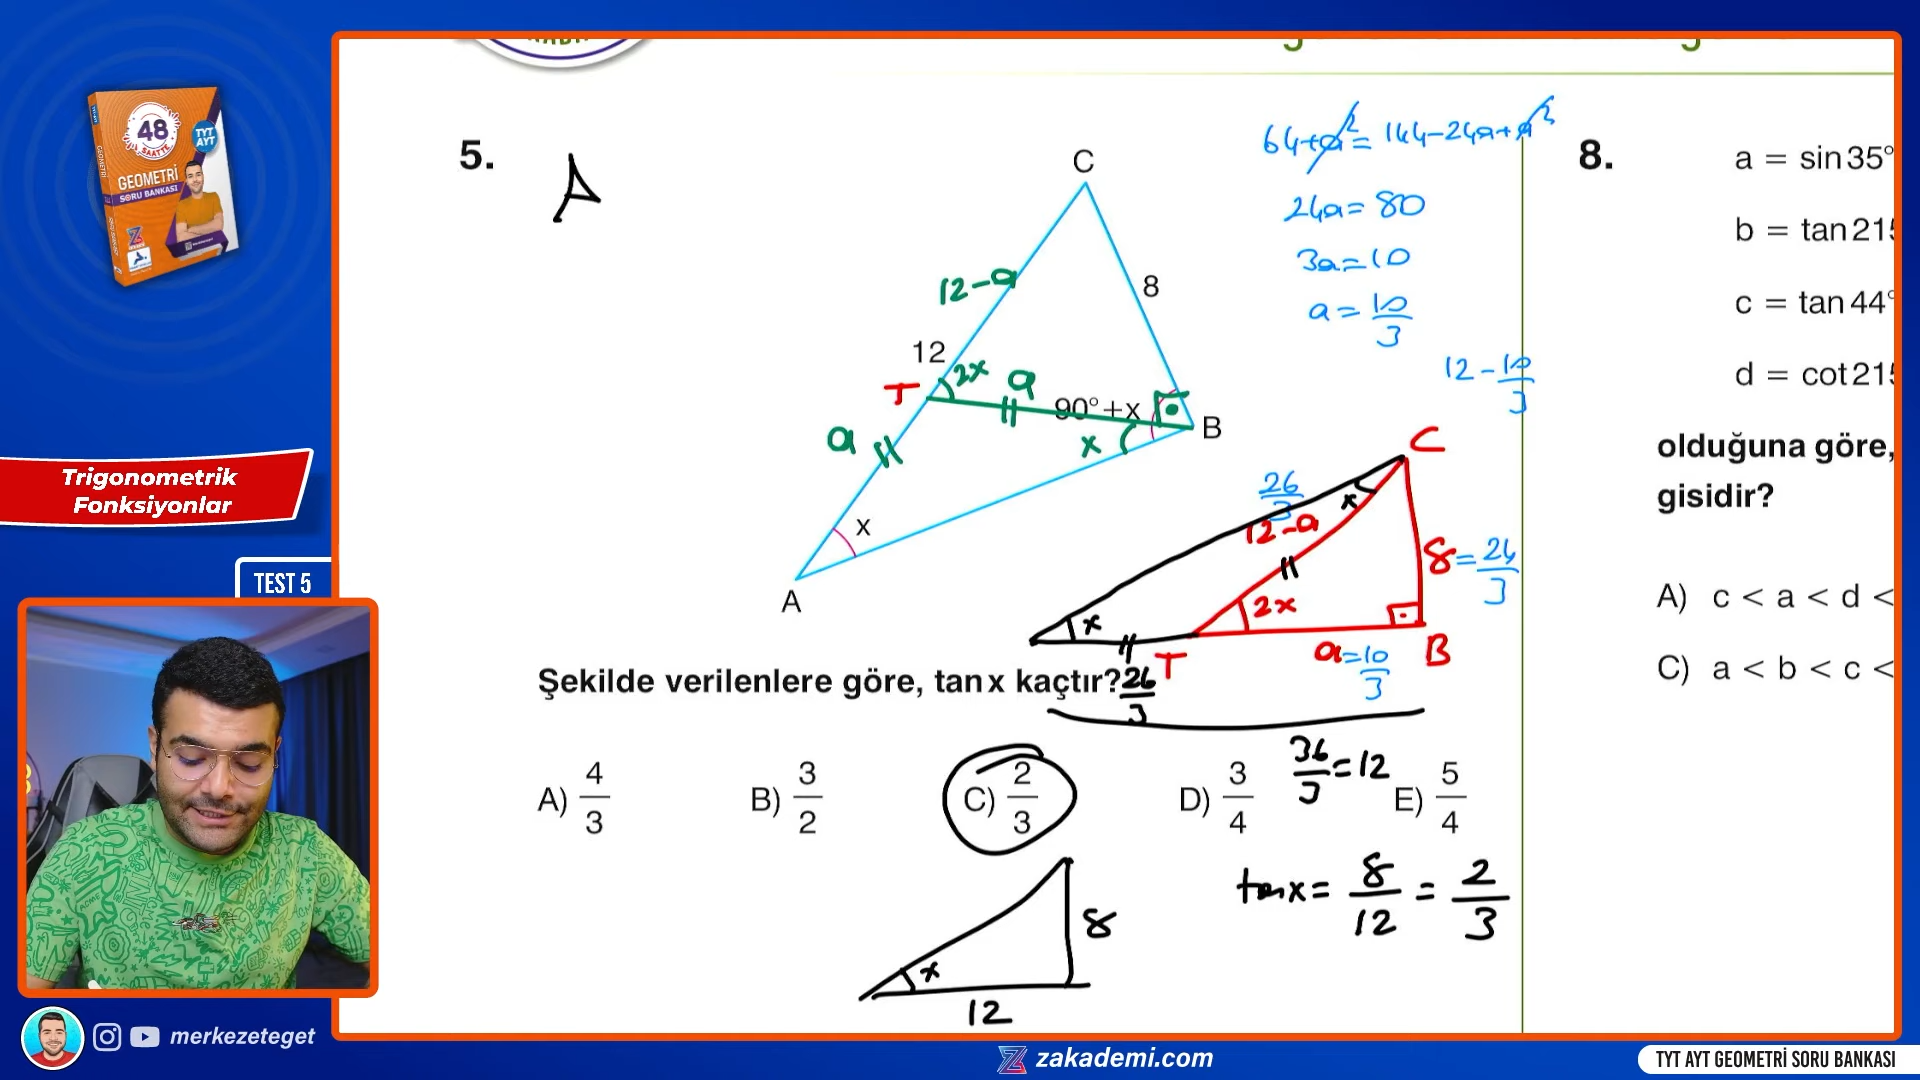 48
SAATTE
TYT
AYT
GEOMETRİ
SORU BANKASI
Trigonometrik
Fonksiyonlar
TEST 5
merkezeteget
5.
A
C
12-a
8
12
T
2x
a
90°+x
B
a
x
x
A
64+a²=144-24a+a²
24a=80
3a=10
a=10/3
12-10/3
C
26/3
x
12-a
8=24/3
x
2x
T
a=10/3
B
Şekilde verilenlere göre, tan x kaçtır?
26/3
36/3=12
A) 4/3
B) 3/2
C) 2/3
D) 3/4
E) 5/4
tanx= 8/12 = 2/3
x
8
12
8.
a = sin35°
b = tan21
c = tan44°
d = cot21
olduğuna göre,
gisidir?
A) c < a < d <
C) a < b < c <
zakademi.com
TYT AYT GEOMETRİ SORU BANKASI